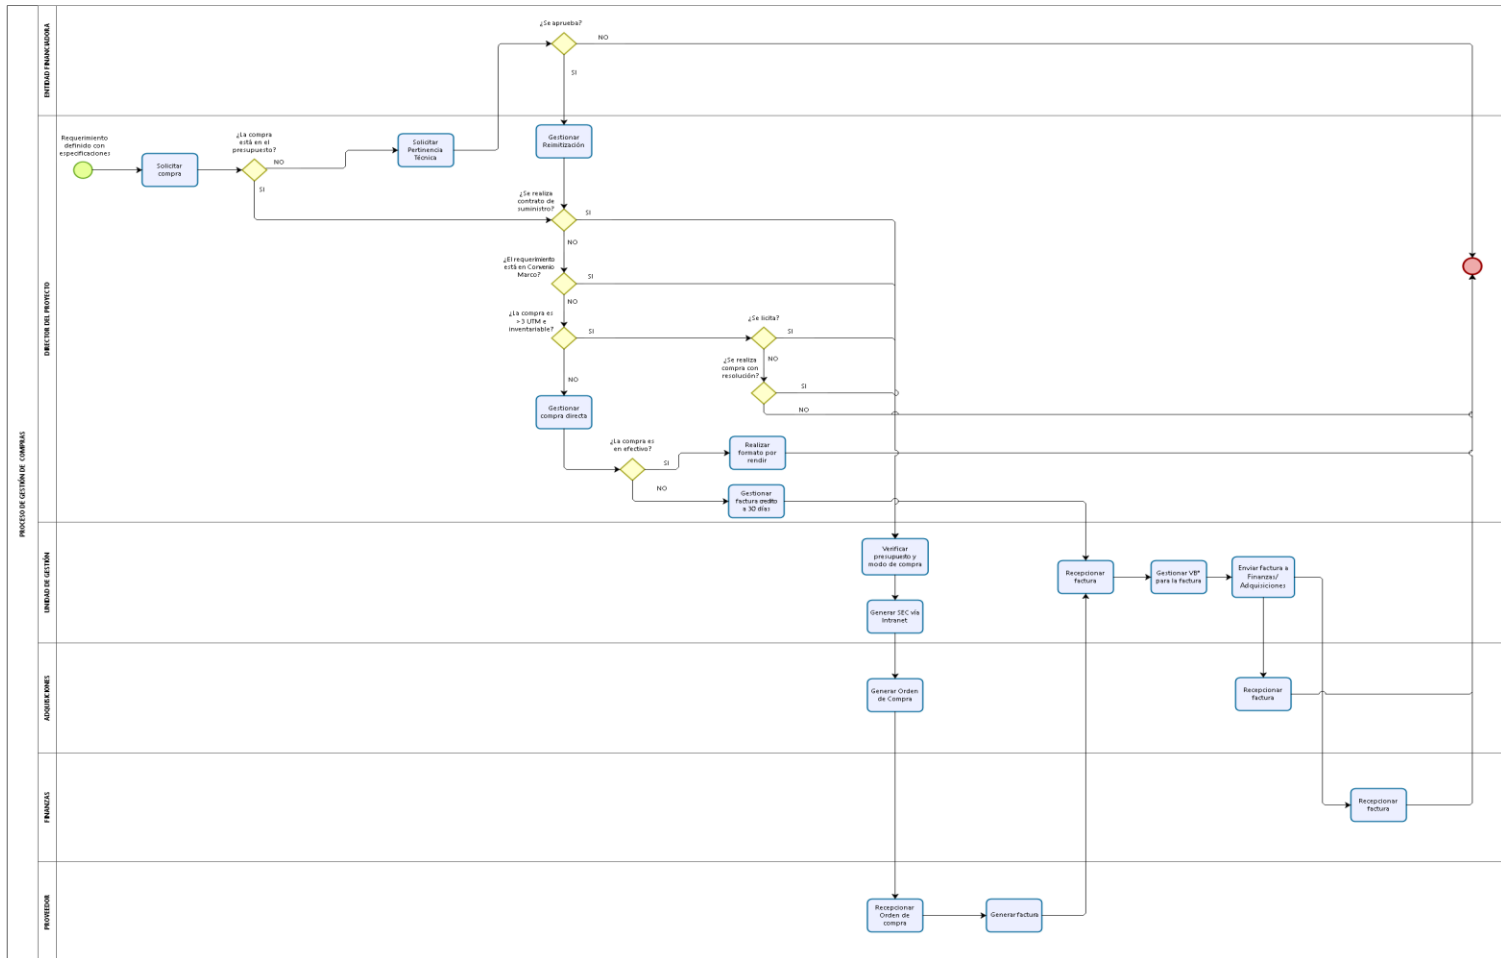 PROCESO DE GESTIÓN DE COMPRAS
ENTIDAD FINANCIADORA
¿Se aprueba?
NO
SI
DIRECTOR DEL PROYECTO
Requerimiento
definido con
especificaciones
Solicitar
compra
¿La compra
está en el
presupuesto?
NO
SI
Solicitar
Pertinencia
Técnica
Gestionar
Reimitización
¿Se realiza
contrato de
suministro?
SI
NO
¿El requerimiento
está en Convenio
Marco?
SI
NO
¿La compra es
>3 UTM e
inventariable?
SI
NO
¿Se licita?
SI
NO
¿Se realiza
compra con
resolución?
SI
NO
Gestionar
compra directa
¿La compra es
en efectivo?
SI
NO
Realizar
formato por
rendir
Gestionar
factura credito
a 30 días
UNIDAD DE GESTIÓN
Verificar
presupuesto y
modo de compra
Generar SEC vía
Intranet
Recepcionar
factura
Gestionar VBº
para la factura
Enviar factura a
Finanzas/
Adquisiciones
ADQUISICIONES
Generar Orden
de Compra
Recepcionar
factura
FINANZAS
Recepcionar
factura
PROVEEDOR
Recepcionar
Orden de
compra
Generar factura